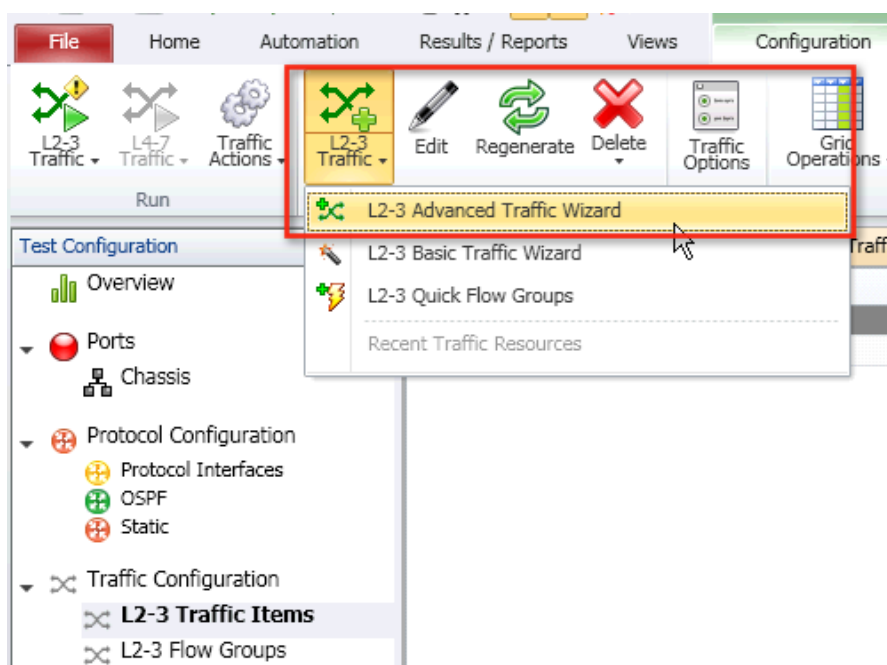 File Home Automation Results / Reports Views Configuration
L2-3 Traffic
L4-7 Traffic
Traffic Actions
L2-3 Traffic
Edit
Regenerate
Delete
Traffic Options
Grid Operations
Run
L2-3 Advanced Traffic Wizard
Test Configuration
L2-3 Basic Traffic Wizard
Traff
Overview
L2-3 Quick Flow Groups
Ports
Recent Traffic Resources
Chassis
Protocol Configuration
Protocol Interfaces
OSPF
Static
Traffic Configuration
L2-3 Traffic Items
L2-3 Flow Groups